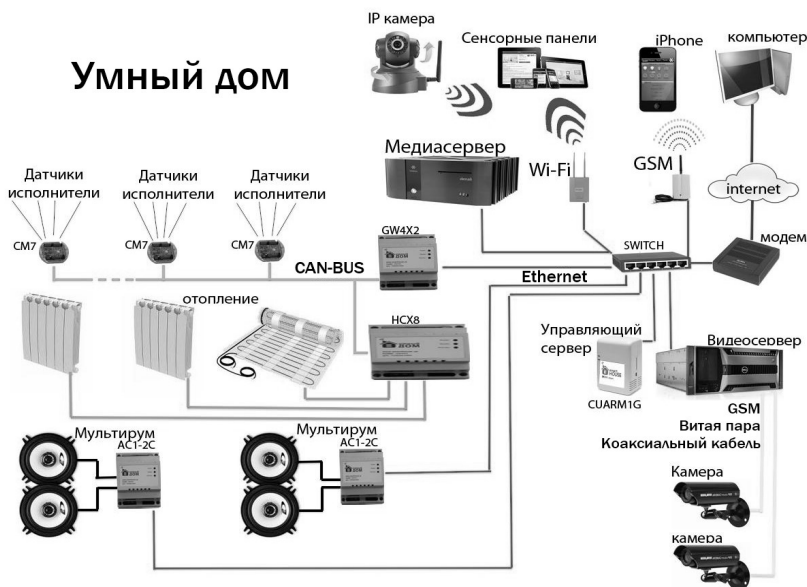 IP камера
Сенсорные панели
iPhone
компьютер
Умный дом
Медиасервер
Wi-Fi
GSM
internet
Датчики
исполнители
Датчики
исполнители
Датчики
исполнители
CM7
CM7
CM7
GW4X2
SWITCH
модем
CAN-BUS
Ethernet
отопление
HCX8
Управляющий
сервер
Видеосервер
CUARM1G
GSM
Витая пара
Коаксиальный кабель
Мультирум
AC1-2C
Мультирум
AC1-2C
Камера
камера